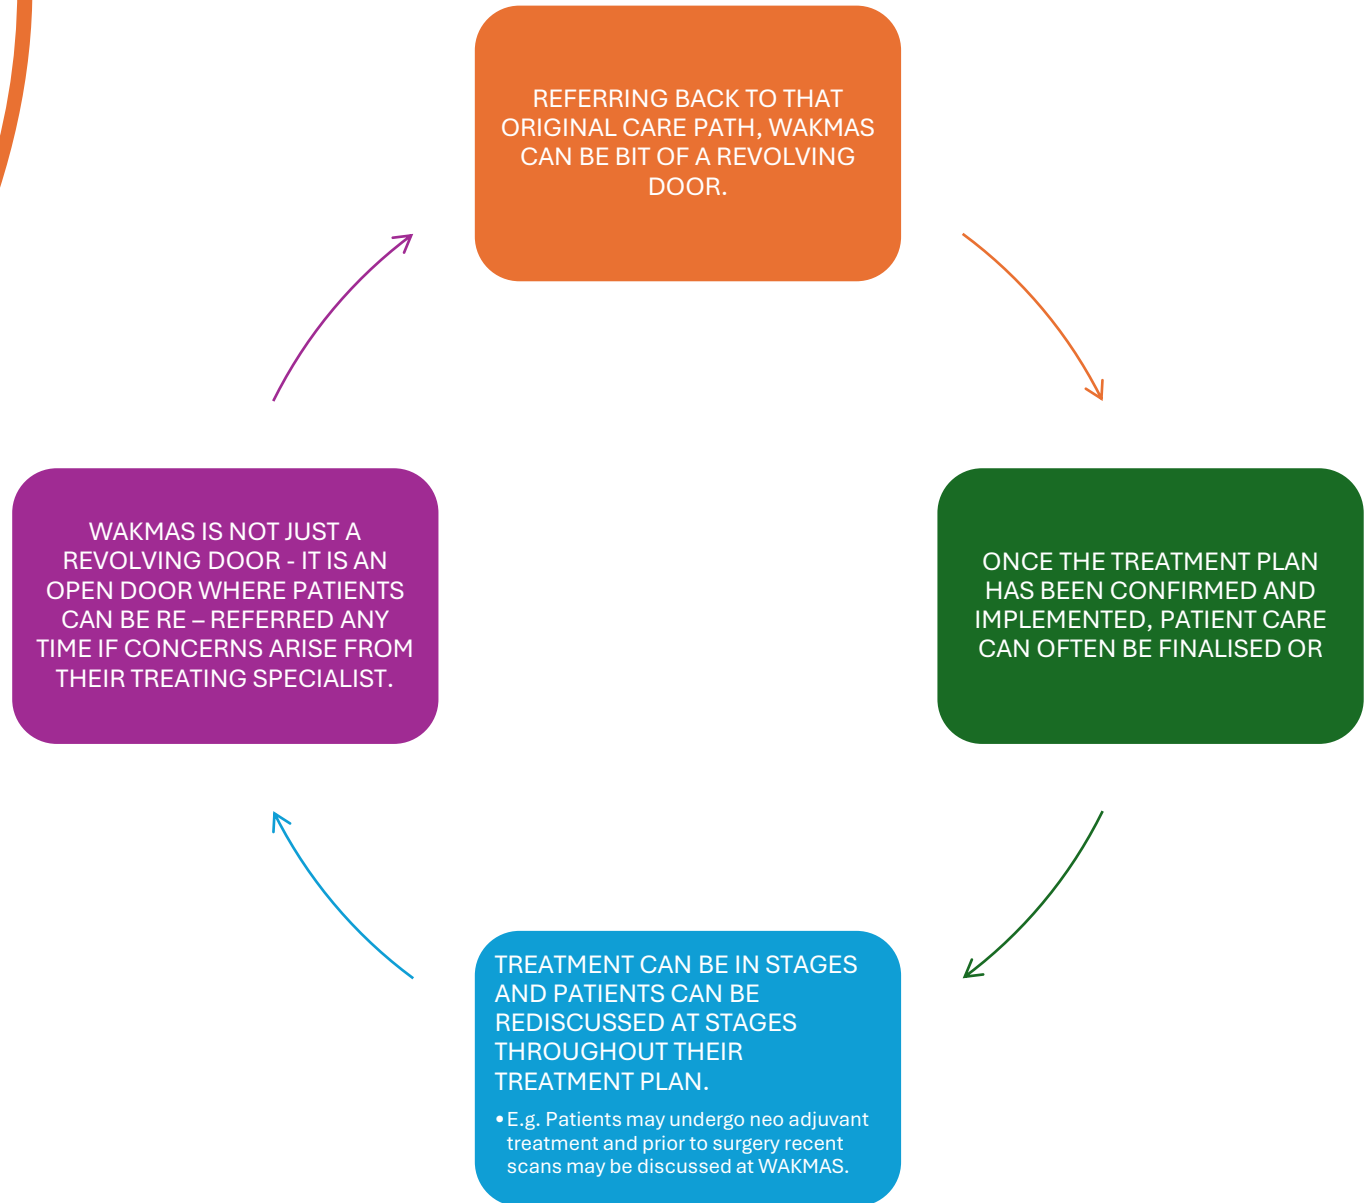 REFERRING BACK TO THAT
ORIGINAL CARE PATH, WAKMAS
CAN BE BIT OF A REVOLVING
DOOR.
ONCE THE TREATMENT PLAN
HAS BEEN CONFIRMED AND
IMPLEMENTED, PATIENT CARE
CAN OFTEN BE FINALISED OR
TREATMENT CAN BE IN STAGES
AND PATIENTS CAN BE
REDISCUSSED AT STAGES
THROUGHOUT THEIR
TREATMENT PLAN.
•E.g. Patients may undergo neo adjuvant
treatment and prior to surgery recent
scans may be discussed at WAKMAS.
WAKMAS IS NOT JUST A
REVOLVING DOOR - IT IS AN
OPEN DOOR WHERE PATIENTS
CAN BE RE – REFERRED ANY
TIME IF CONCERNS ARISE FROM
THEIR TREATING SPECIALIST.